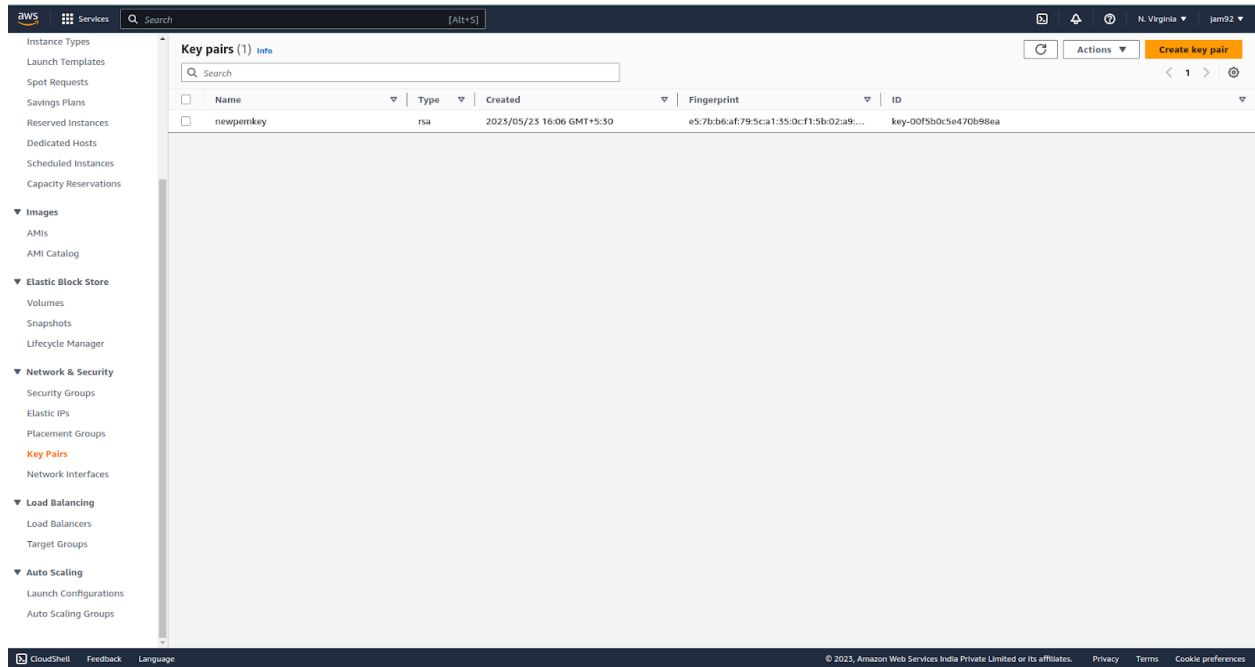 aws Services Search [Alt+S] N. Virginia jam92
Instance Types
Launch Templates
Spot Requests
Savings Plans
Reserved Instances
Dedicated Hosts
Scheduled Instances
Capacity Reservations
Images
AMIs
AMI Catalog
Elastic Block Store
Volumes
Snapshots
Lifecycle Manager
Network & Security
Security Groups
Elastic IPs
Placement Groups
Key Pairs
Network Interfaces
Load Balancing
Load Balancers
Target Groups
Auto Scaling
Launch Configurations
Auto Scaling Groups
Key pairs (1) Info Actions Create key pair
Search 1
Name Type Created Fingerprint ID
newpemkey rsa 2023/05/23 16:06 GMT+5:30 e5:7b:b6:af:79:5c:a1:35:0c:f1:5b:02:a9:... key-00f5b0c5e470b98ea
CloudShell Feedback Language © 2023, Amazon Web Services India Private Limited or its affiliates. Privacy Terms Cookie preferences